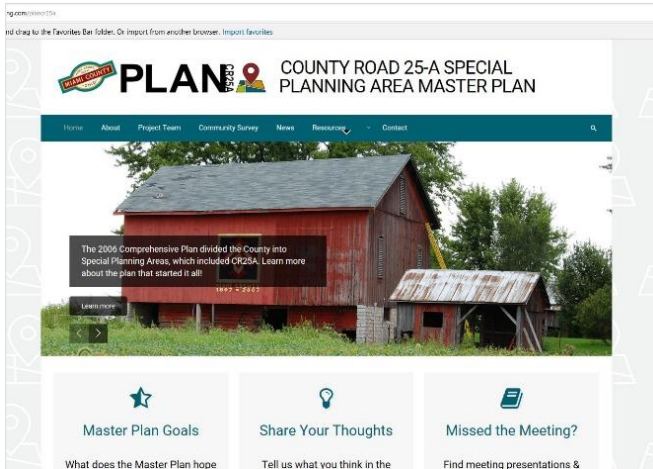 nd drag to the Favorites Bar folder. Or import from another browser. Import favorites
MIAMI COUNTY
PLAN
CR25A
COUNTY ROAD 25-A SPECIAL
PLANNING AREA MASTER PLAN
Home About Project Team Community Survey News Resources Contact
The 2006 Comprehensive Plan divided the County into
Special Planning Areas, which included CR25A. Learn more
about the plan that started it all!
Learn more
Master Plan Goals
Share Your Thoughts
Missed the Meeting?
What does the Master Plan hope
Tell us what you think in the
Find meeting presentations &